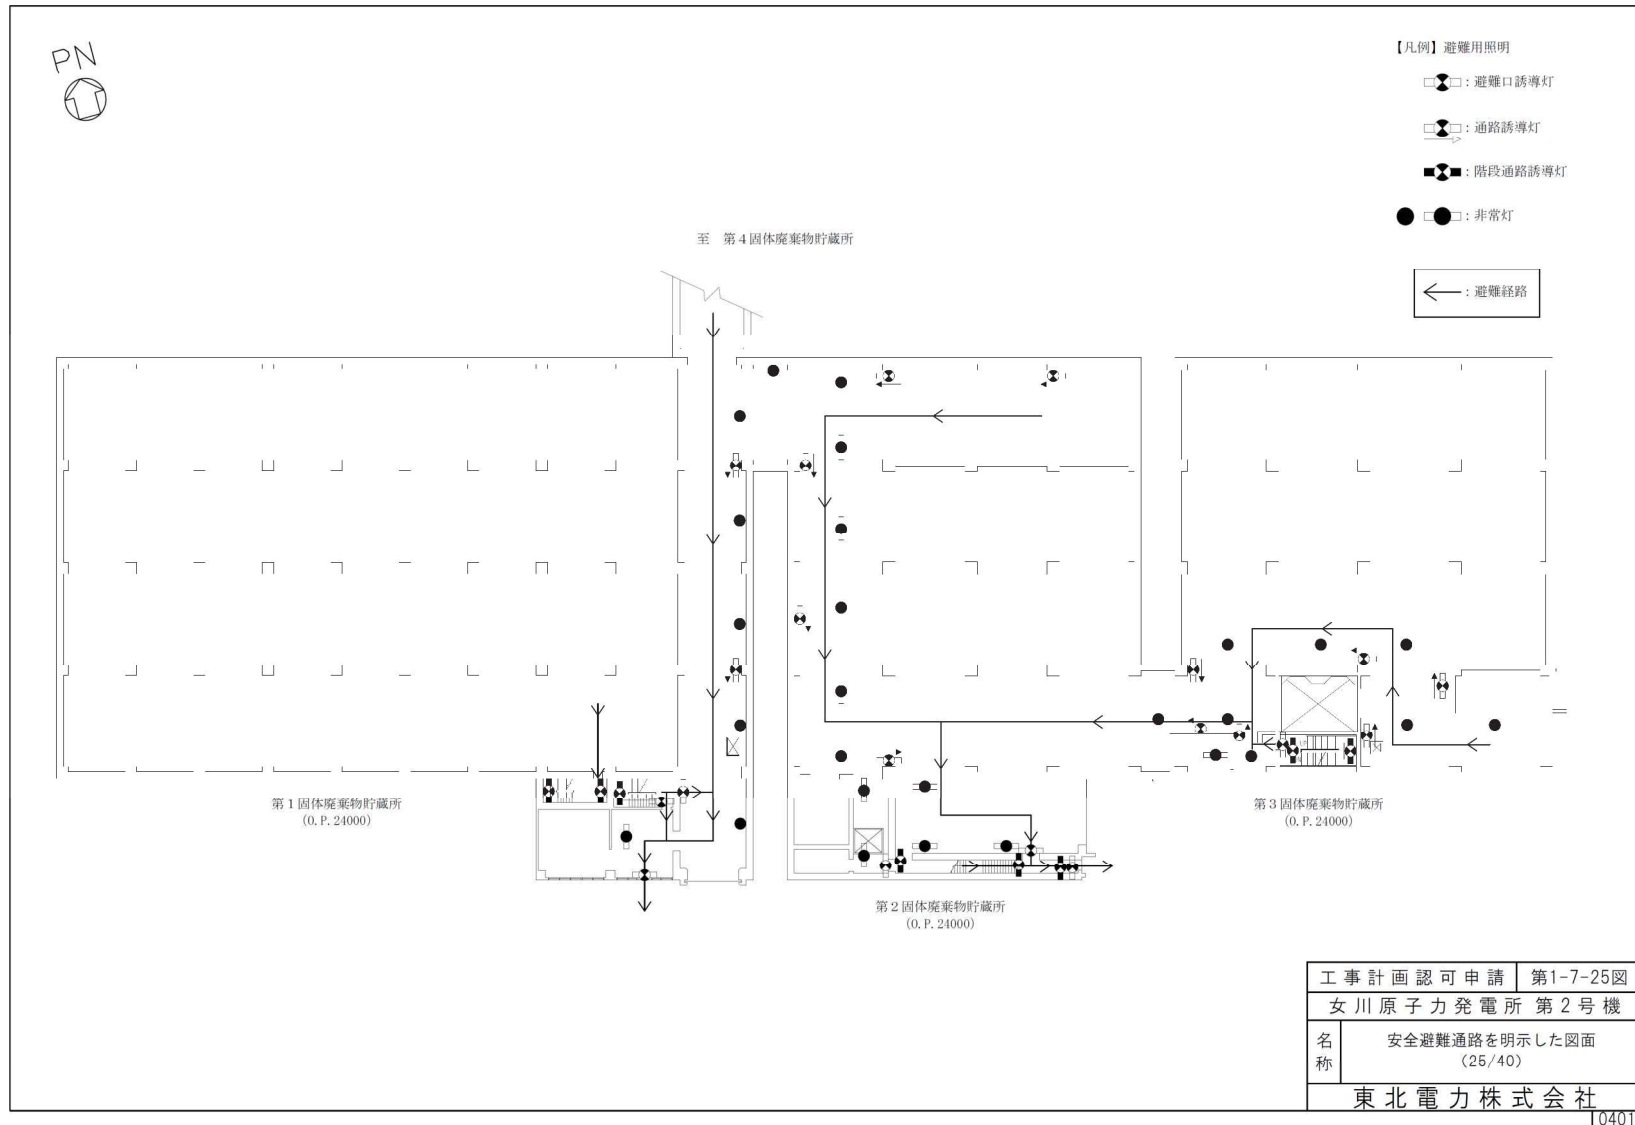 PN
【凡例】避難用照明
：避難口誘導灯
：通路誘導灯
：階段通路誘導灯
：非常灯
：避難経路
至　第４固体廃棄物貯蔵所
第１固体廃棄物貯蔵所
(O.P.24000)
第３固体廃棄物貯蔵所
(O.P.24000)
第２固体廃棄物貯蔵所
(O.P.24000)
工事計画認可申請　第1-7-25図
女川原子力発電所 第２号機
名称　安全避難通路を明示した図面
（25/40）
東北電力株式会社
0401